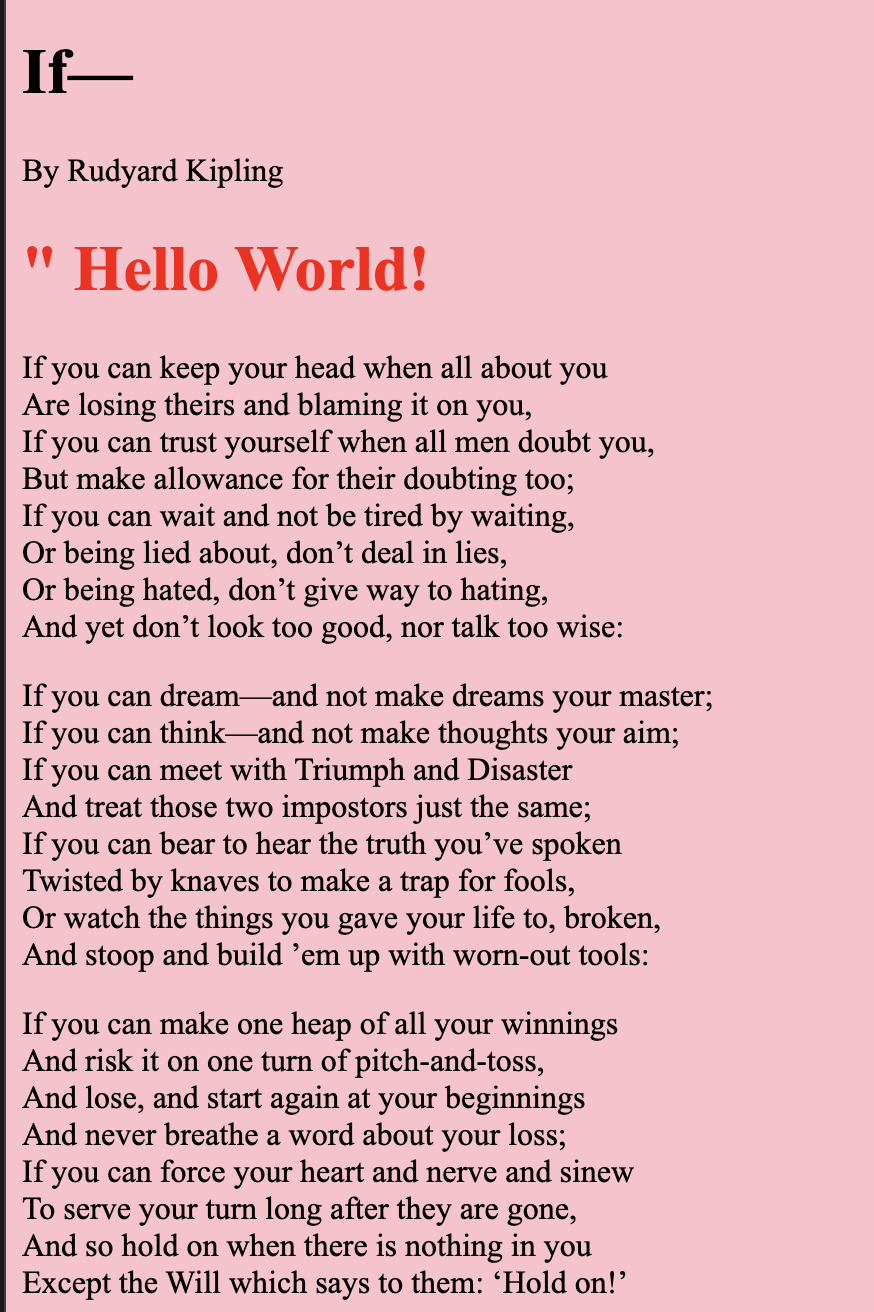 If—
By Rudyard Kipling
" Hello World!
If you can keep your head when all about you
Are losing theirs and blaming it on you,
If you can trust yourself when all men doubt you,
But make allowance for their doubting too;
If you can wait and not be tired by waiting,
Or being lied about, don’t deal in lies,
Or being hated, don’t give way to hating,
And yet don’t look too good, nor talk too wise:
If you can dream—and not make dreams your master;
If you can think—and not make thoughts your aim;
If you can meet with Triumph and Disaster
And treat those two impostors just the same;
If you can bear to hear the truth you’ve spoken
Twisted by knaves to make a trap for fools,
Or watch the things you gave your life to, broken,
And stoop and build ’em up with worn-out tools:
If you can make one heap of all your winnings
And risk it on one turn of pitch-and-toss,
And lose, and start again at your beginnings
And never breathe a word about your loss;
If you can force your heart and nerve and sinew
To serve your turn long after they are gone,
And so hold on when there is nothing in you
Except the Will which says to them: ‘Hold on!’